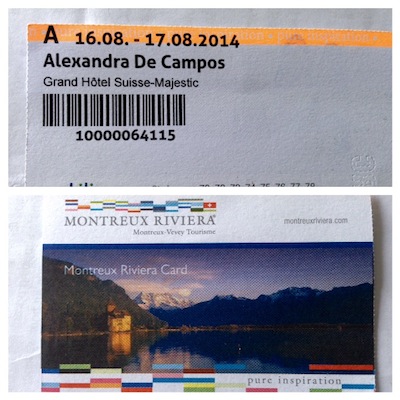 A 16.08. - 17.08.2014
Alexandra De Campos
Grand Hôtel Suisse-Majestic
10000064115
MONTREUX RIVIERA
Montreux-Vevey Tourisme
montreuxriviera.com
Montreux Riviera Card
pure inspiration